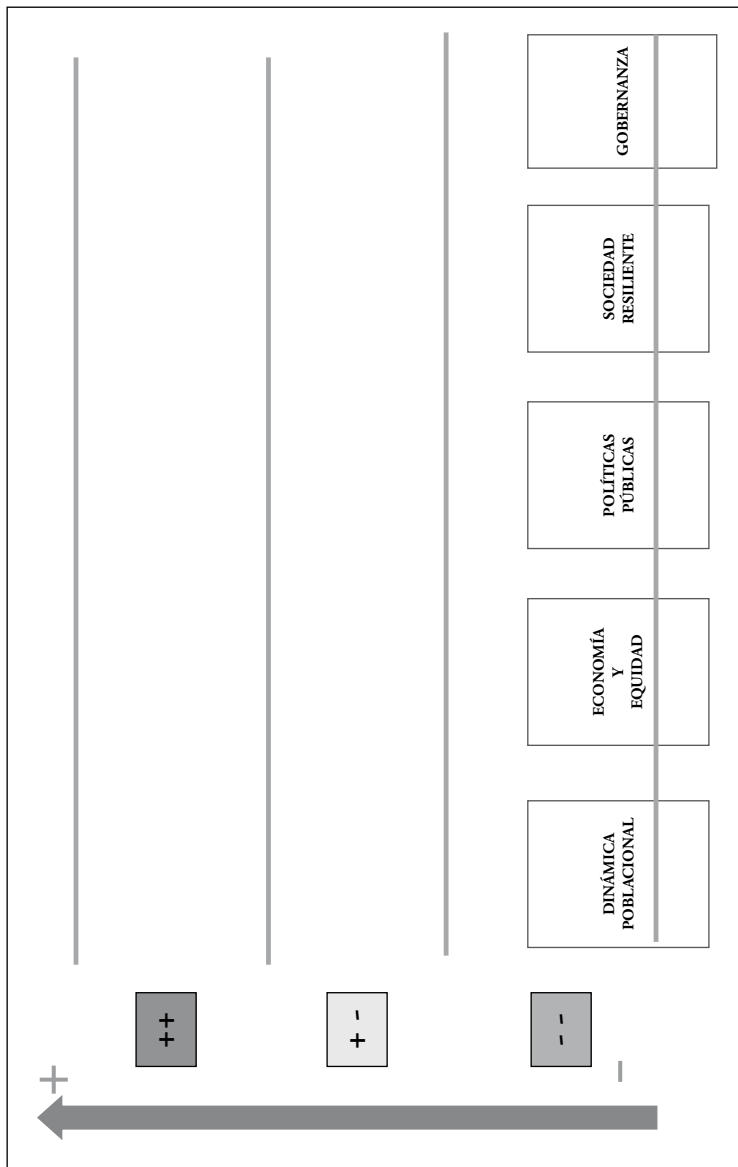 +
++
+ -
- -
-
DINÁMICA
POBLACIONAL
ECONOMÍA
Y
EQUIDAD
POLÍTICAS
PÚBLICAS
SOCIEDAD
RESILIENTE
GOBERNANZA